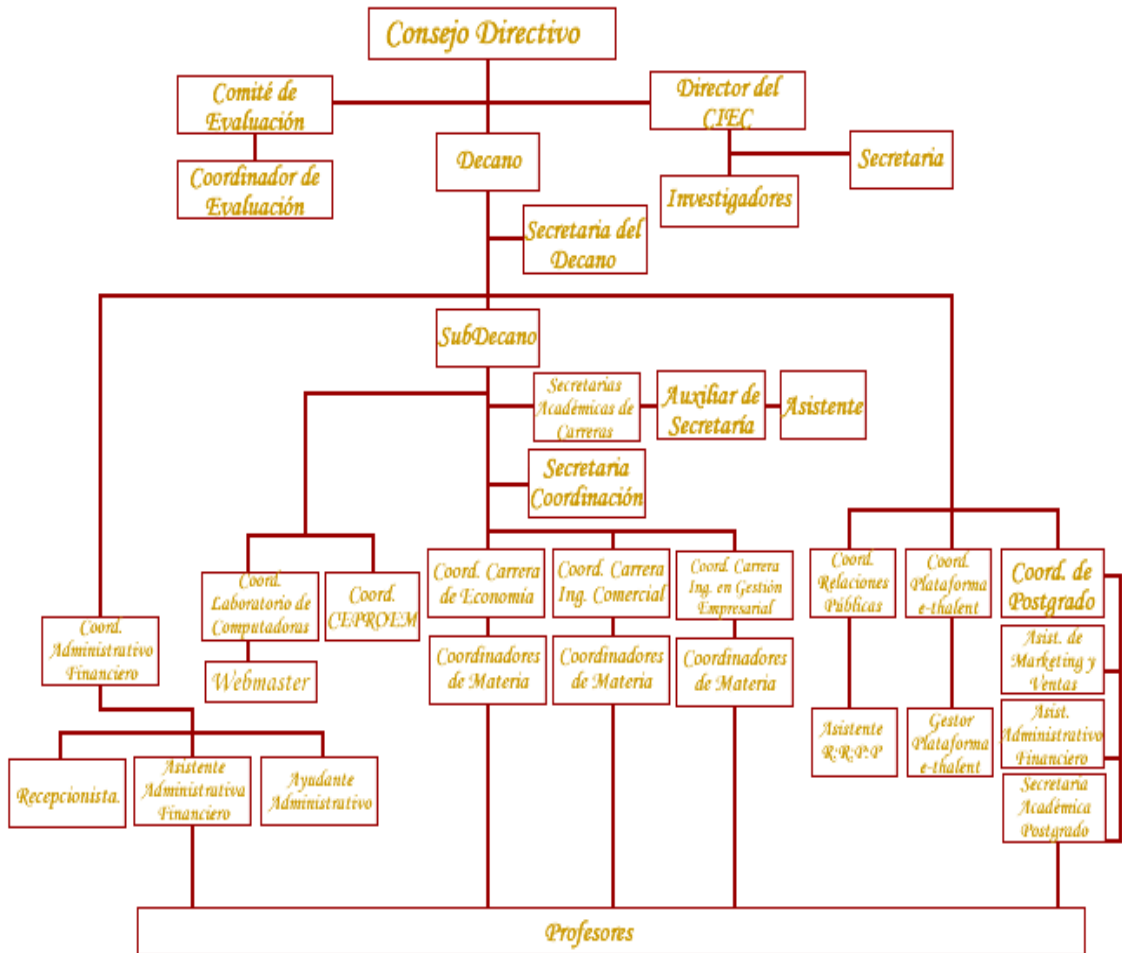 Consejo Directivo
Comité de
Evaluación
Director del
CIEC
Decano
Secretaria
Coordinador de
Evaluación
Investigadores
Secretaria del
Decano
SubDecano
Secretarias
Académicas de
Carreras
Auxiliar de
Secretaría
Asistente
Secretaria
Coordinación
Coord.
Laboratorio de
Computadoras
Coord.
CEPROEM
Coord. Carrera
de Economía
Coord. Carrera
Ing. Comercial
Coord. Carrera
Ing. en Gestión
Empresarial
Coord.
Relaciones
Públicas
Coord.
Plataforma
e-thalent
Coord. de
Postgrado
Coord.
Administrativo
Financiero
Webmaster
Coordinadores
de Materia
Coordinadores
de Materia
Coordinadores
de Materia
Asist. de
Marketing y
Ventas
Asistente
R.R.P.P
Gestor
Plataforma
e-thalent
Asist.
Administrativo
Financiero
Recepcionista.
Asistente
Administrativa
Financiero
Ayudante
Administrativo
Secretaria
Académica
Postgrado
Profesores